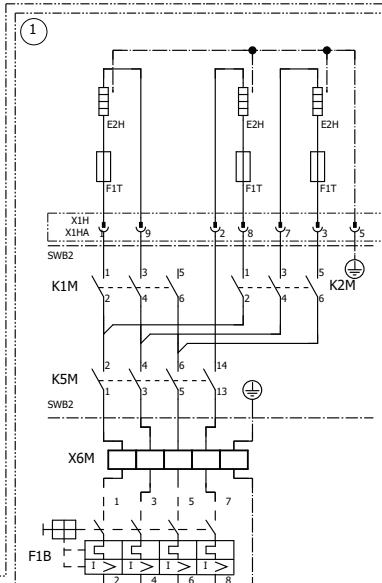 1
E2H E2H E2H
F1T F1T F1T
X1H
X1HA 1 9 2 8 7 3 5
SWB2
1 3 5 1 3 5
K1M K2M
2 4 6 2 4 6
2 4 6 14
K5M
1 3 5 13
SWB2
X6M
1 3 5 7
F1B
I > I > I > I >
2 4 6 8